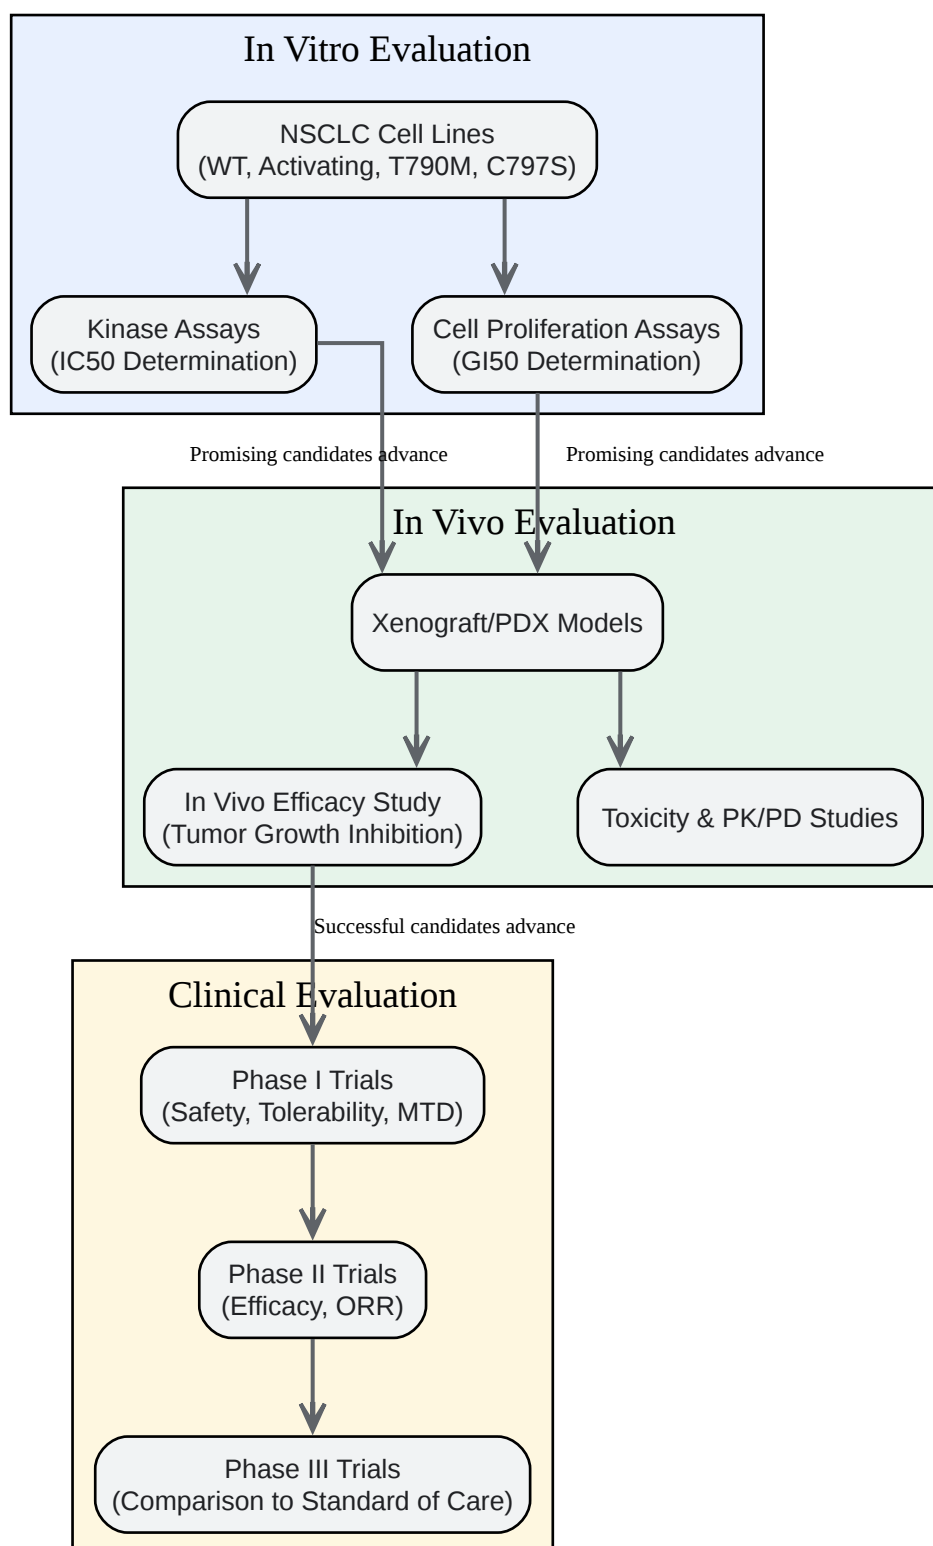 In Vitro Evaluation
NSCLC Cell Lines
(WT, Activating, T790M, C797S)
Kinase Assays
(IC50 Determination)
Cell Proliferation Assays
(GI50 Determination)
Promising candidates advance
Promising candidates advance
In Vivo Evaluation
Xenograft/PDX Models
In Vivo Efficacy Study
(Tumor Growth Inhibition)
Toxicity & PK/PD Studies
Successful candidates advance
Clinical Evaluation
Phase I Trials
(Safety, Tolerability, MTD)
Phase II Trials
(Efficacy, ORR)
Phase III Trials
(Comparison to Standard of Care)